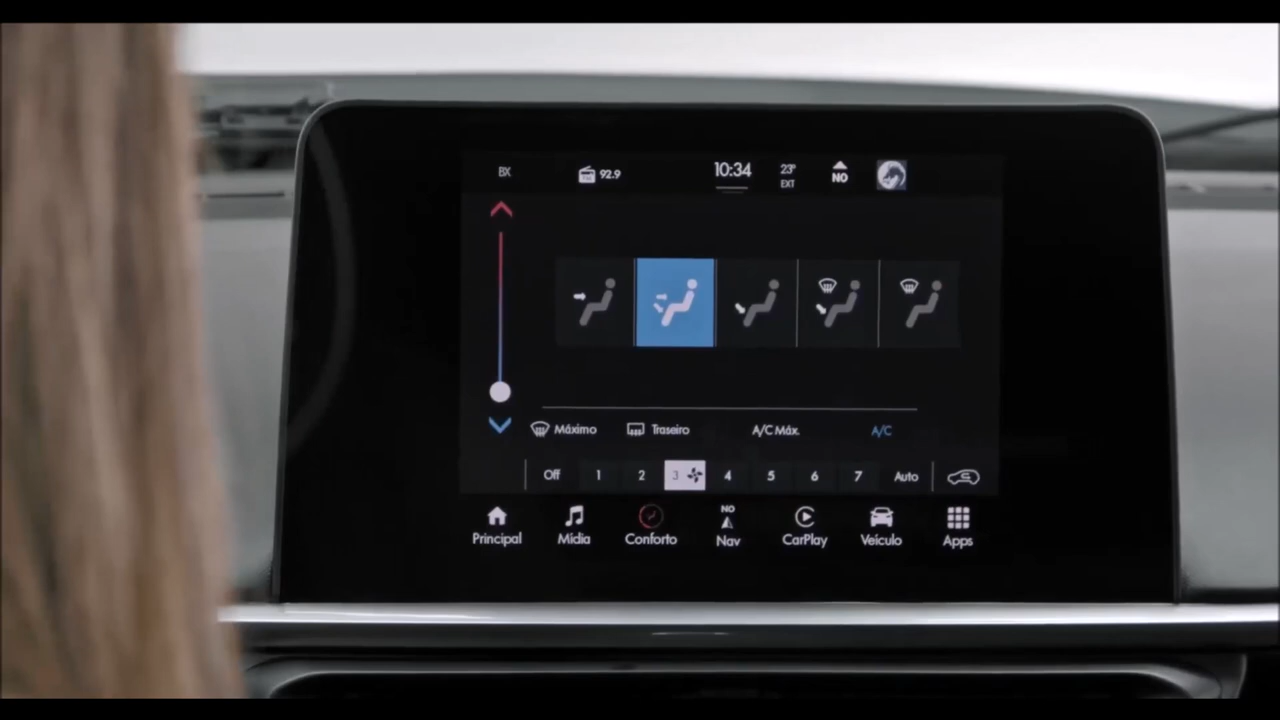 BX 92.9 10:34 23° EXT NO
Máximo Traseiro A/C Máx. A/C
Off 1 2 3 4 5 6 7 Auto
NO
Principal Mídia Conforto Nav CarPlay Veículo Apps